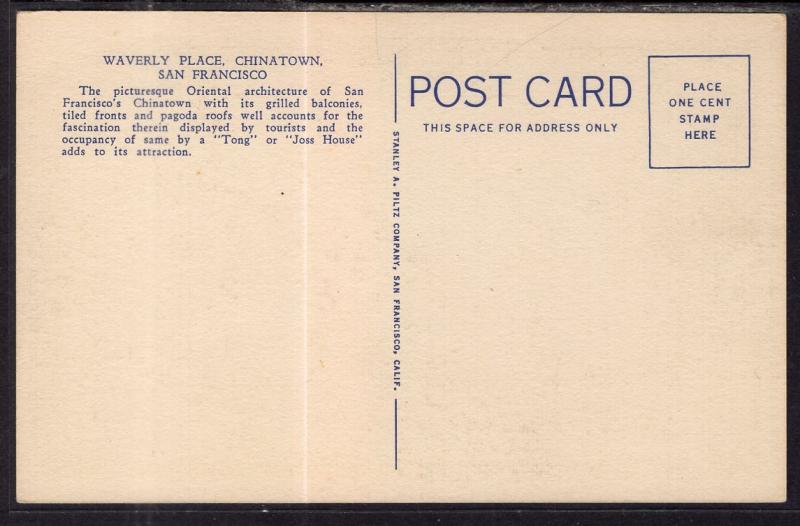 WAVERLY PLACE, CHINATOWN,
SAN FRANCISCO
The picturesque Oriental architecture of San
Francisco's Chinatown with its grilled balconies,
tiled fronts and pagoda roofs well accounts for the
fascination therein displayed by tourists and the
occupancy of same by a "Tong" or "Joss House"
adds to its attraction.
STANLEY A. PILTZ COMPANY, SAN FRANCISCO, CALIF.
POST CARD
THIS SPACE FOR ADDRESS ONLY
PLACE
ONE CENT
STAMP
HERE